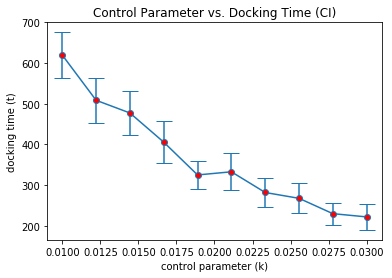 Control Parameter vs. Docking Time (CI)
docking time (t)
700
600
500
400
300
200
0.0100 0.0125 0.0150 0.0175 0.0200 0.0225 0.0250 0.0275 0.0300
control parameter (k)